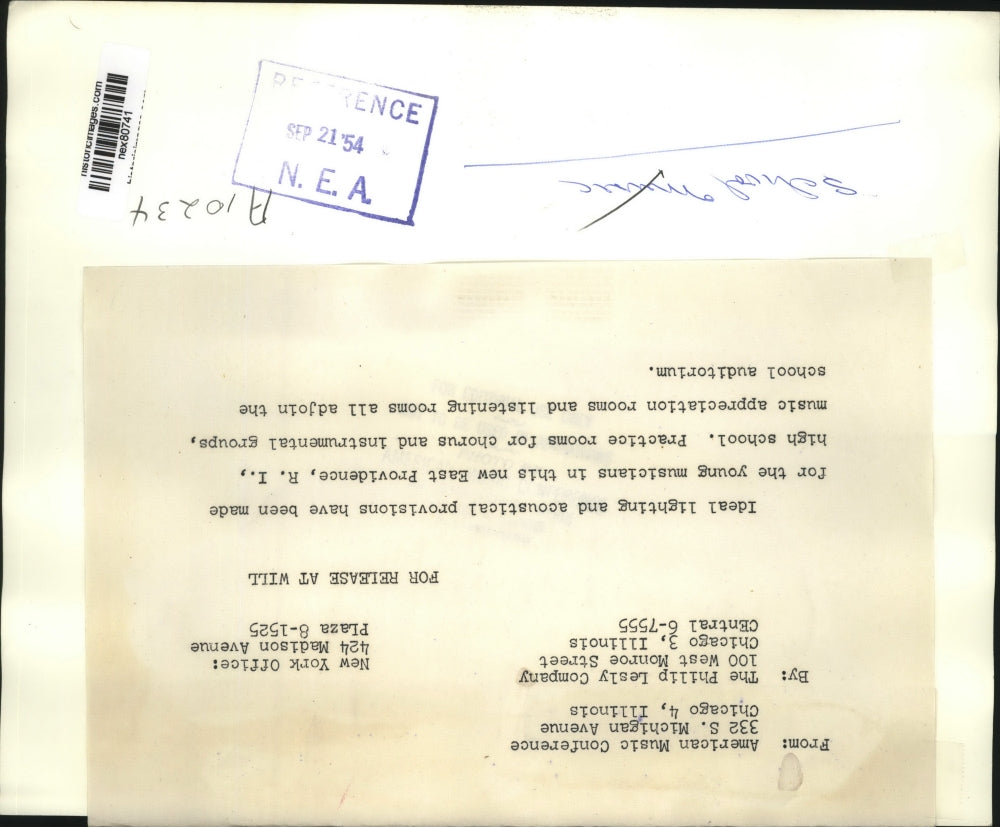 From: American Music Conference
332 S. Michigan Avenue
Chicago 4, Illinois
By: The Philip Lesly Company
100 West Monroe Street
Chicago 3, Illinois
CEntral 6-7555
New York Office:
424 Madison Avenue
PLaza 8-1525
FOR RELEASE AT WILL
Ideal lighting and acoustical provisions have been made
for the young musicians in this new East Providence, R. I.,
high school. Practice rooms for chorus and instrumental groups,
music appreciation rooms and listening rooms all adjoin the
school auditorium.
School Music
A10234
REFERENCE
SEP 21 '54
N. E. A.
historicimages.com
nex80741